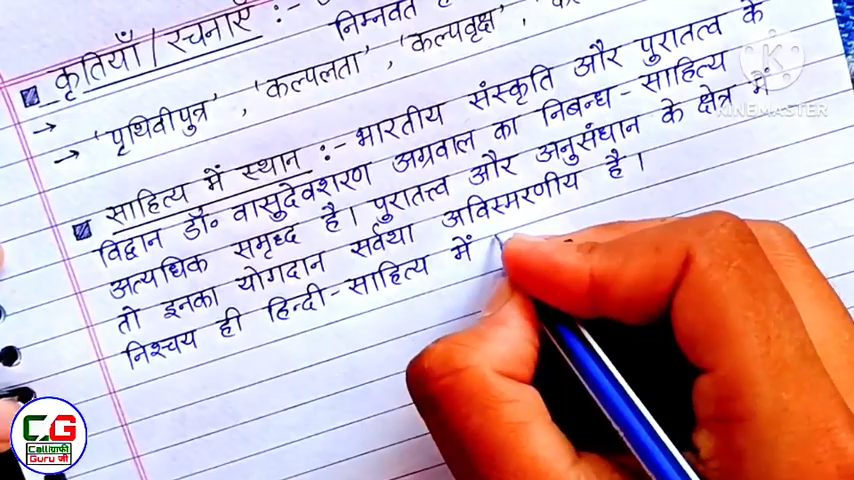 कृतियाँ / रचनाएँ :-
निम्नवत
→
→ 'पृथिवीपुत्र', 'कल्पलता', 'कल्पवृक्ष',
साहित्य में स्थान :- भारतीय संस्कृति और पुरातत्व के
विद्वान डॉ॰ वासुदेवशरण अग्रवाल का निबन्ध-साहित्य
अत्यधिक समृध्द है। पुरातत्त्व और अनुसंधान के क्षेत्र में
तो इनका योगदान सर्वथा अविस्मरणीय है।
निश्चय ही हिन्दी-साहित्य में
KINEMASTER
CG
Calliग्राफी
Guru जी